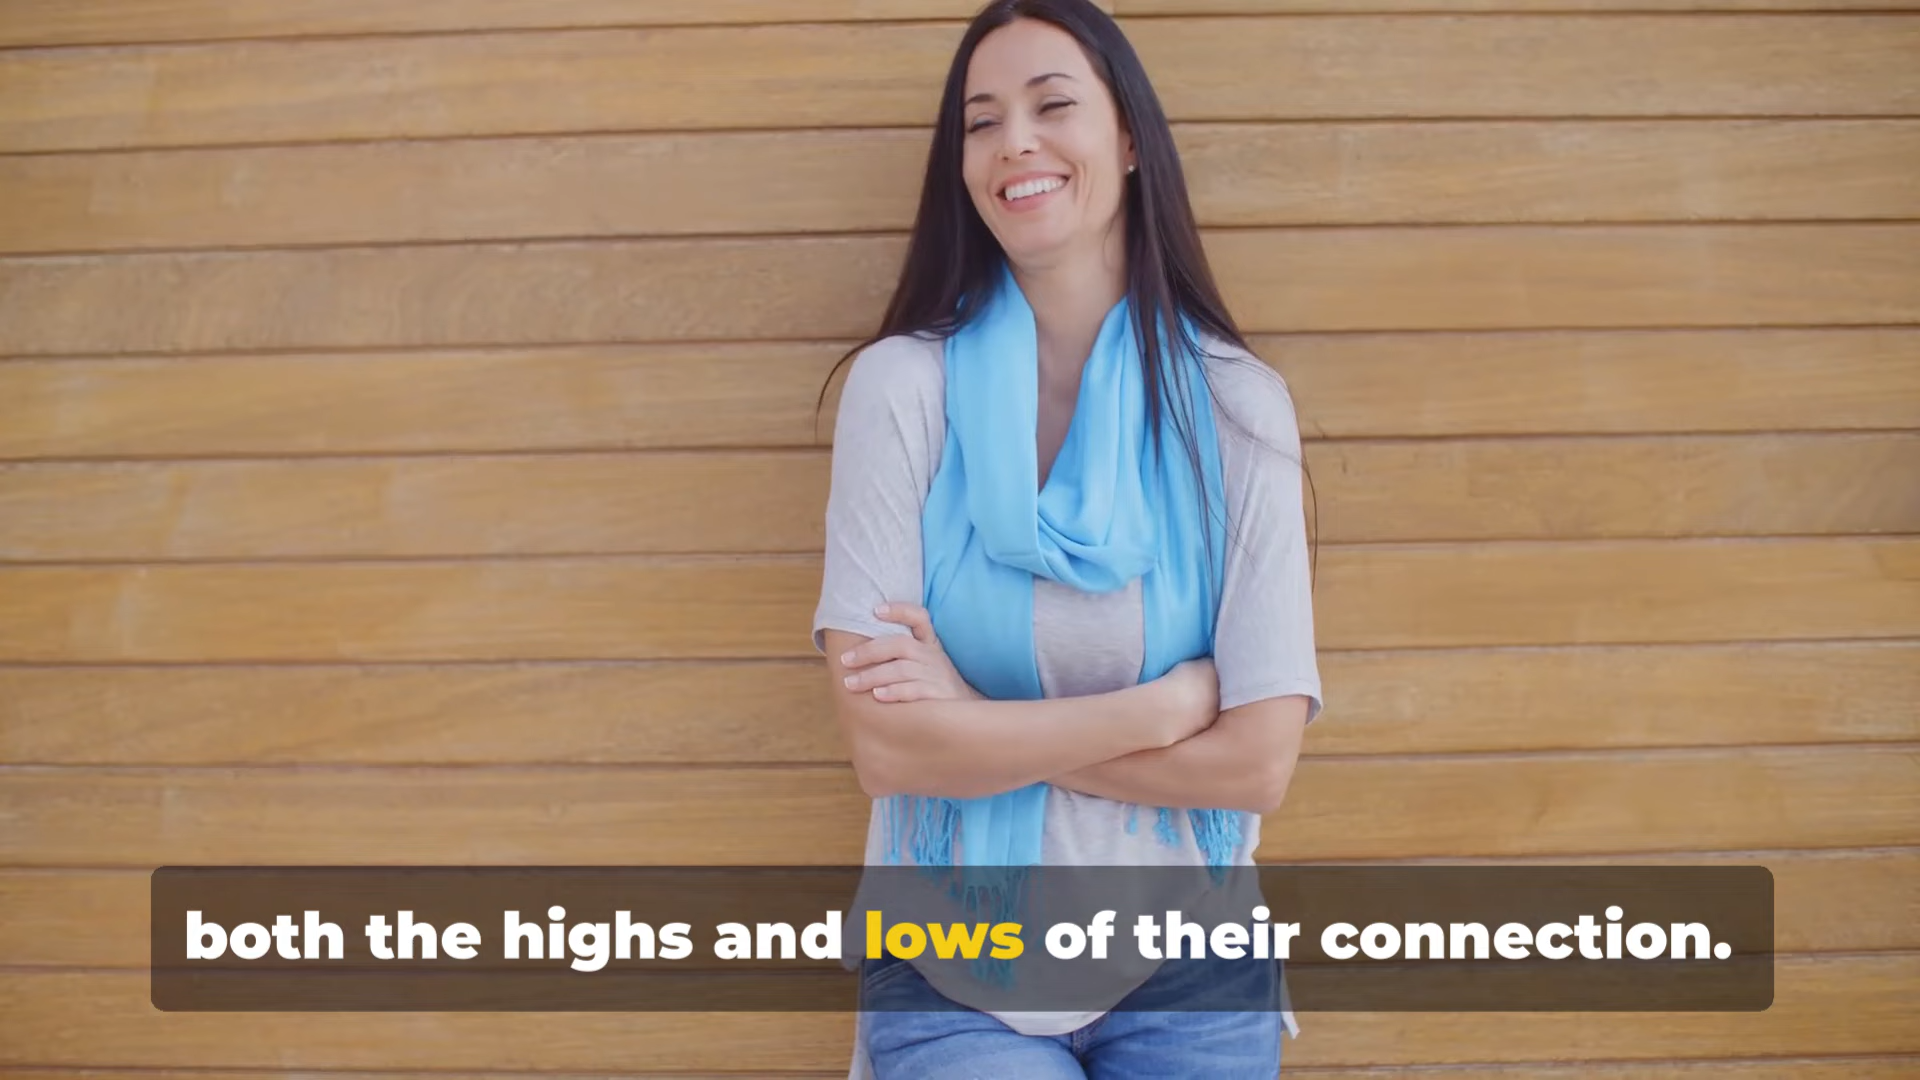 both the highs and lows of their connection.